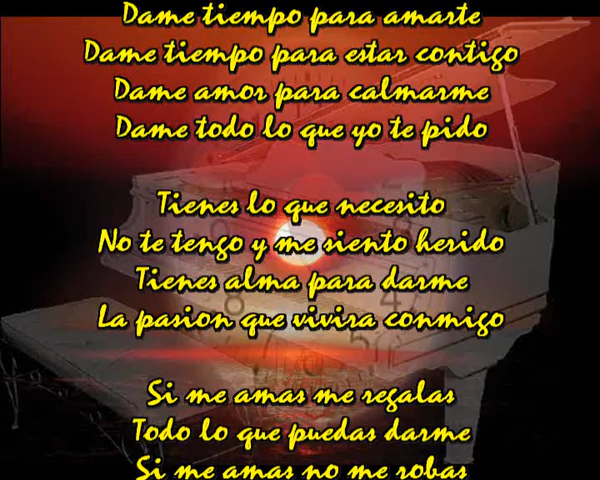 Dame tiempo para amarte
Dame tiempo para estar contigo
Dame amor para calmarme
Dame todo lo que yo te pido
Tienes lo que necesito
No te tengo y me siento herido
Tienes alma para darme
La pasion que vivira conmigo
Si me amas me regalas
Todo lo que puedas darme
Si me amas no me robas